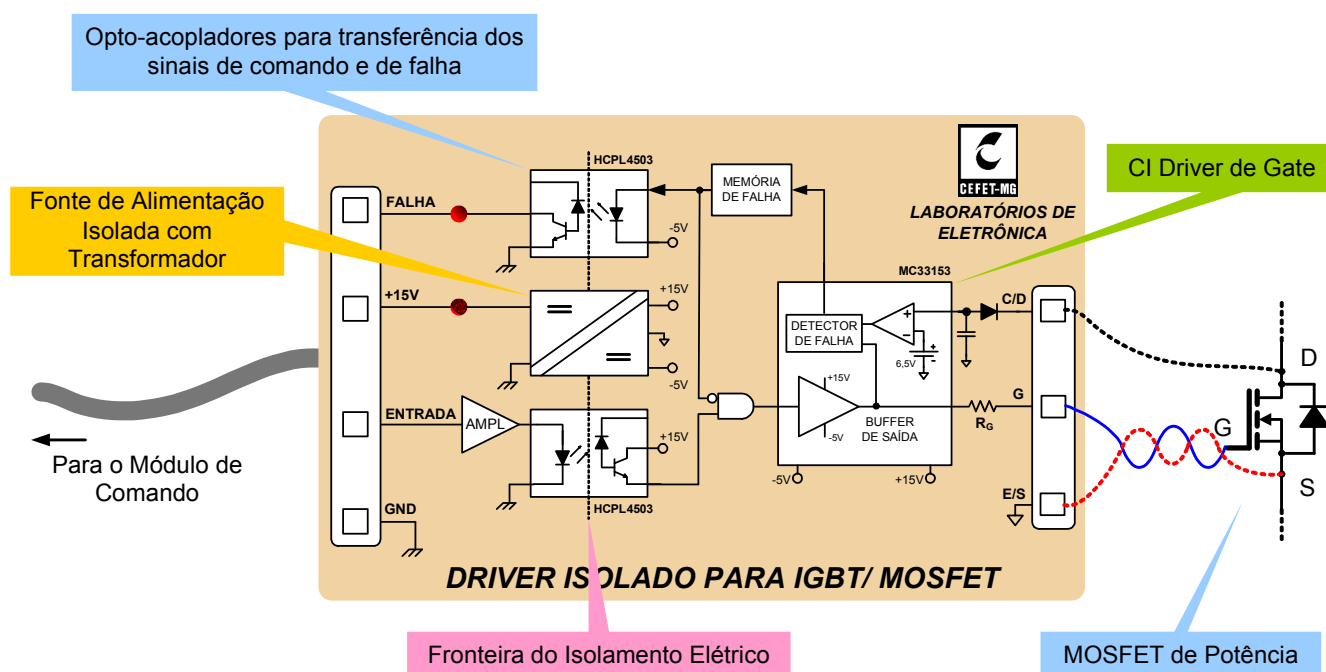 Opto-acopladores para transferência dos
sinais de comando e de falha
Fonte de Alimentação
Isolada com
Transformador
CI Driver de Gate
HCPL4503
FALHA
MEMÓRIA
DE FALHA
-5V
CEFET-MG
LABORATÓRIOS DE
ELETRÔNICA
MC33153
+15V
+15V
-5V
C/D
DETECTOR
DE FALHA
+
-
+
6,5V
D
ENTRADA
AMPL
+15V
+15V
-5V
BUFFER
DE SAÍDA
G
RG
G
S
Para o Módulo de
Comando
GND
HCPL4503
-5V
+15V
E/S
DRIVER ISOLADO PARA IGBT/ MOSFET
Fronteira do Isolamento Elétrico
MOSFET de Potência